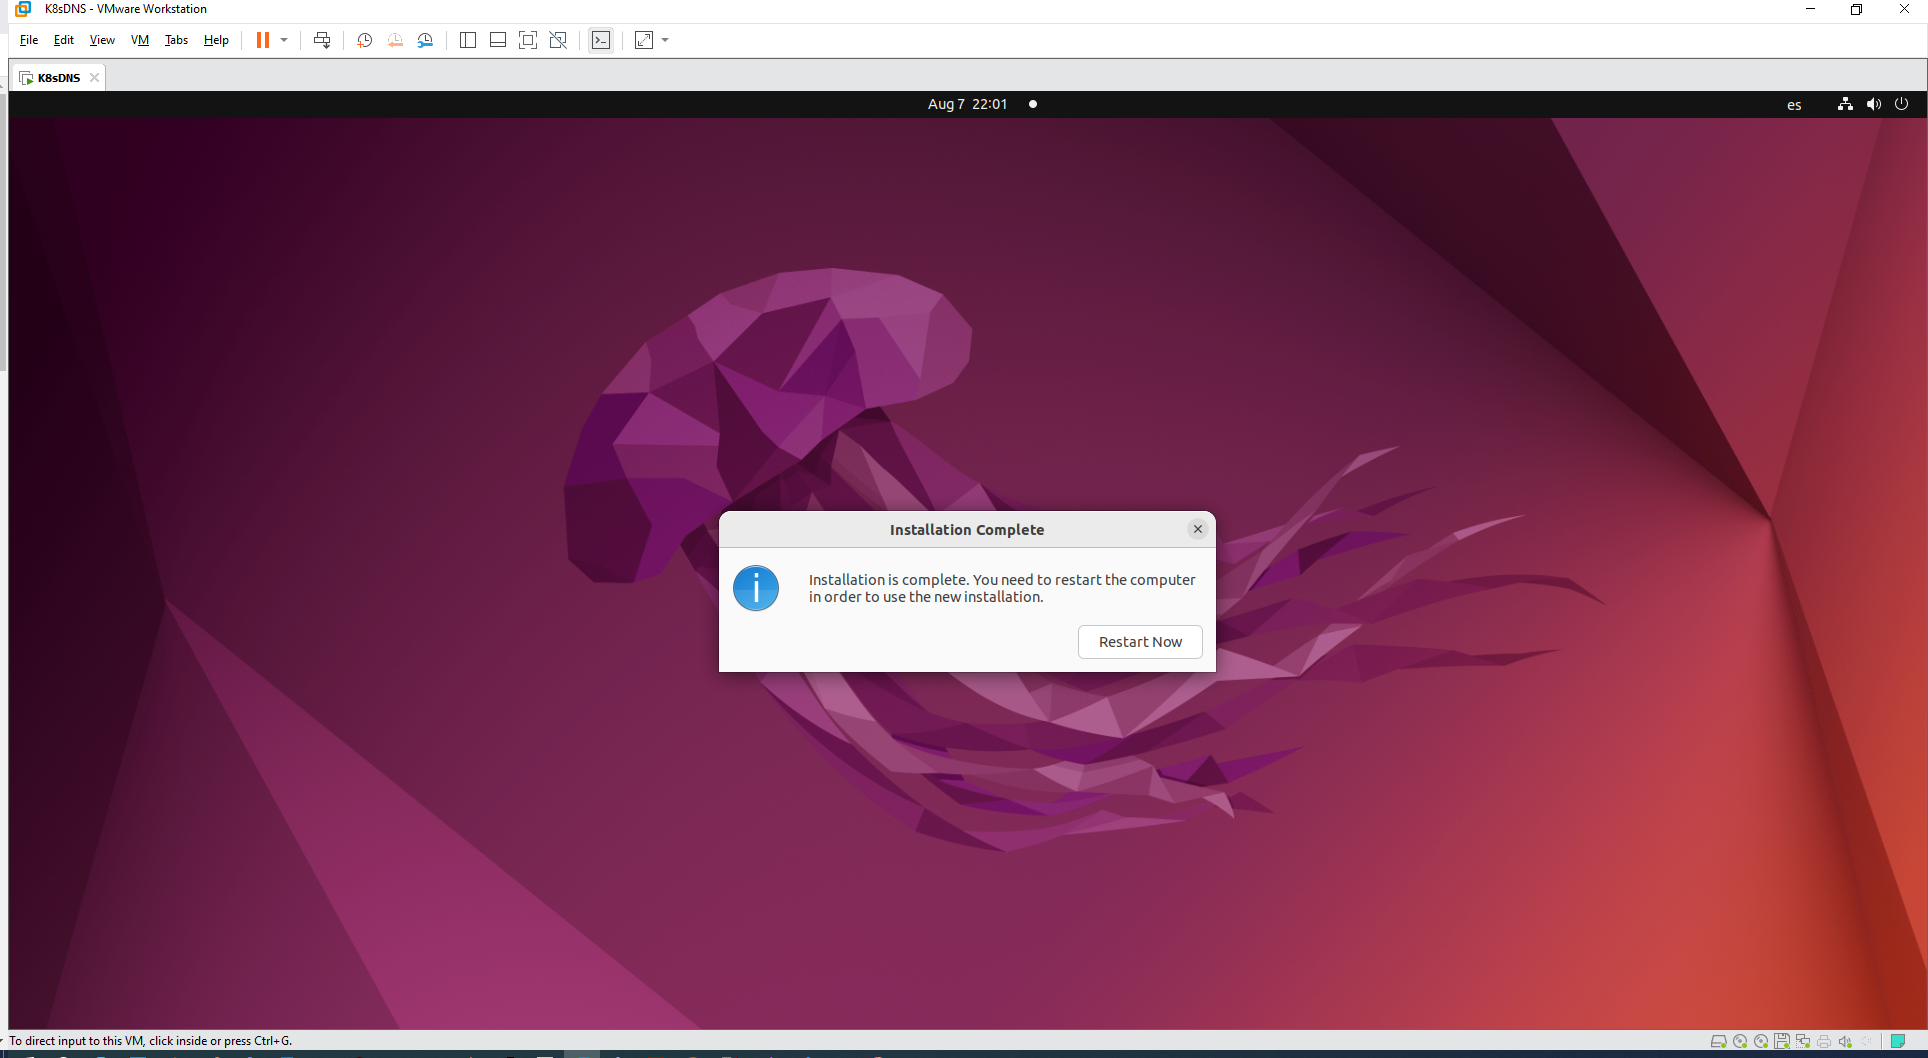 K8sDNS - VMware Workstation
File Edit View VM Tabs Help
K8sDNS
Aug 7 22:01
es
Installation Complete
Installation is complete. You need to restart the computer
in order to use the new installation.
Restart Now
To direct input to this VM, click inside or press Ctrl+G.